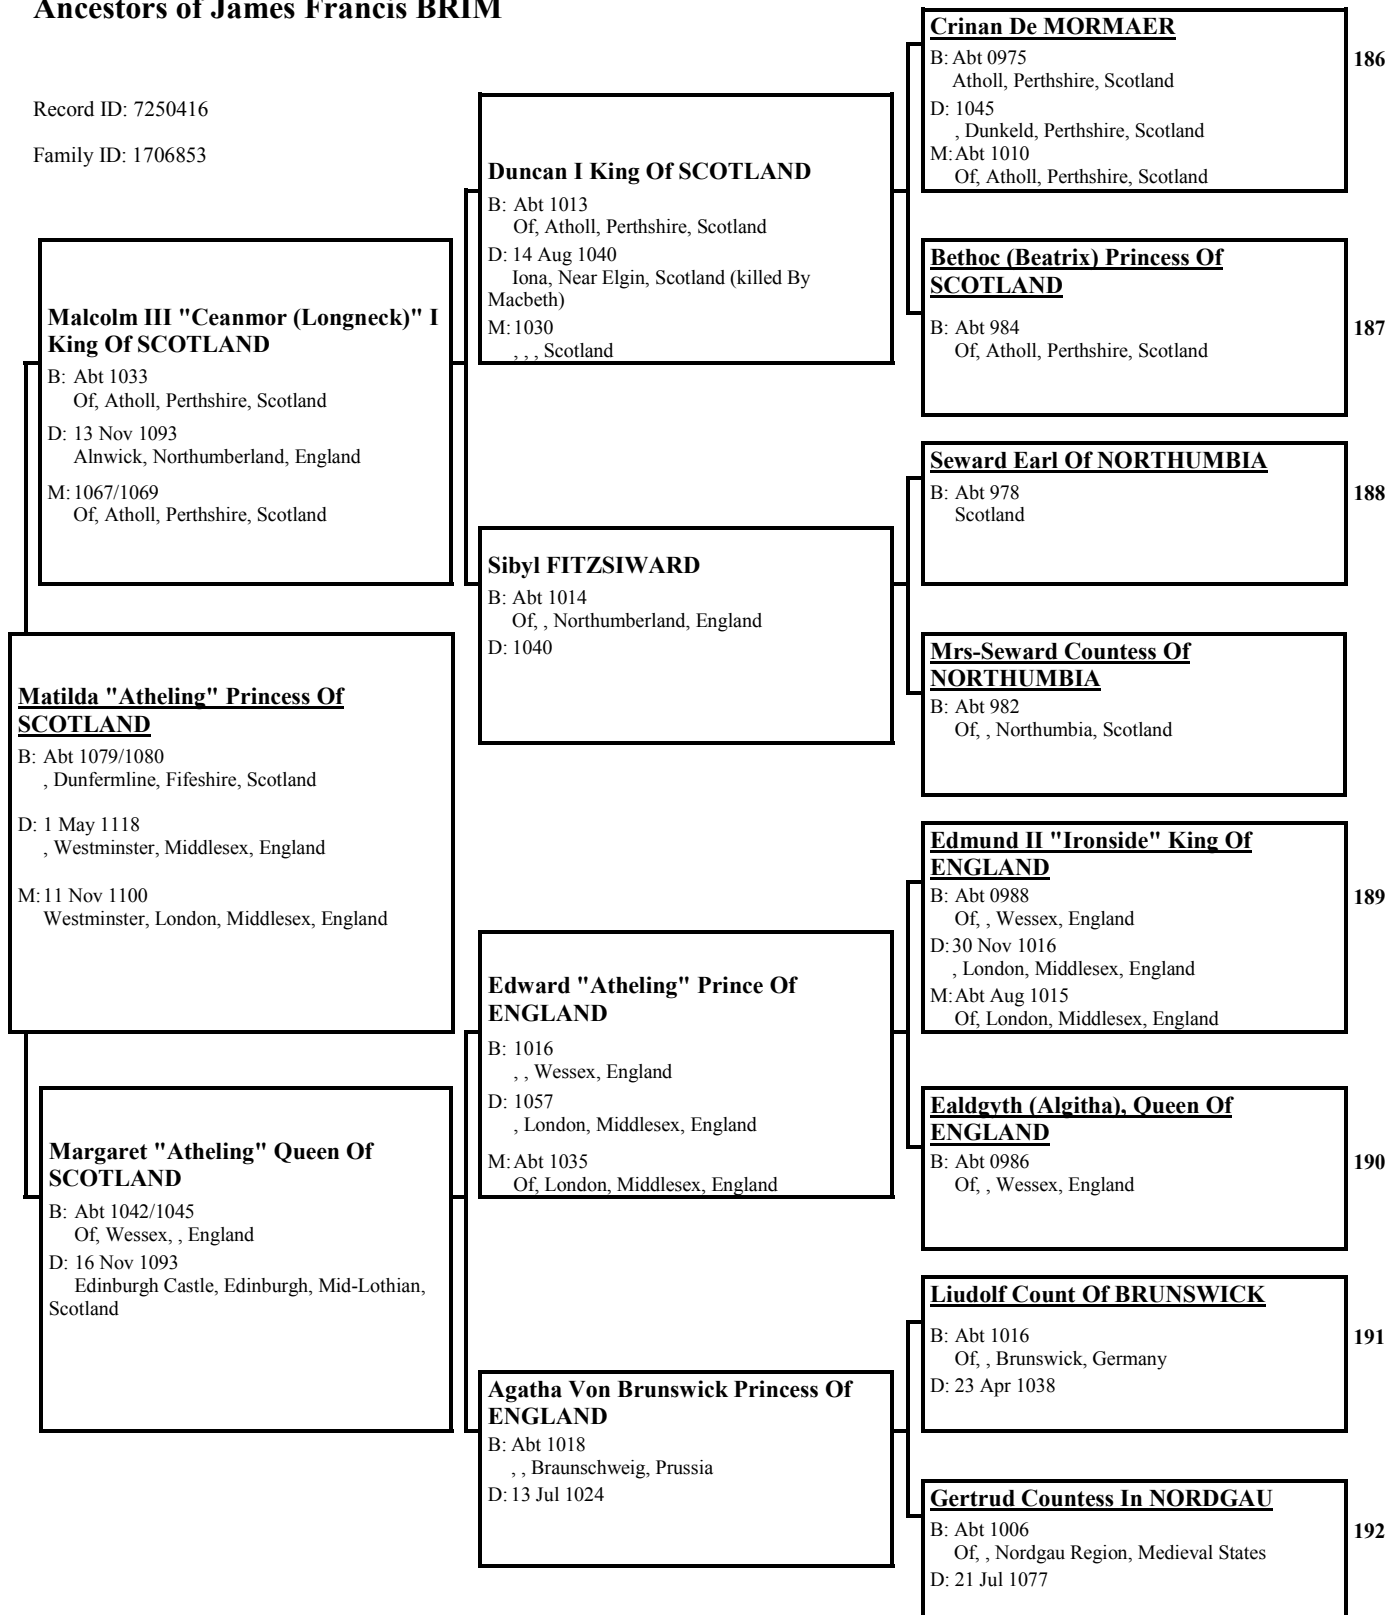 Ancestors of James Francis BRIM
Record ID: 7250416
Family ID: 1706853
Malcolm III "Ceanmor (Longneck)" I
King Of SCOTLAND
B: Abt 1033
Of, Atholl, Perthshire, Scotland
D: 13 Nov 1093
Alnwick, Northumberland, England
M: 1067/1069
Of, Atholl, Perthshire, Scotland
Matilda "Atheling" Princess Of
SCOTLAND
B: Abt 1079/1080
, Dunfermline, Fifeshire, Scotland
D: 1 May 1118
, Westminster, Middlesex, England
M: 11 Nov 1100
Westminster, London, Middlesex, England
Margaret "Atheling" Queen Of
SCOTLAND
B: Abt 1042/1045
Of, Wessex, , England
D: 16 Nov 1093
Edinburgh Castle, Edinburgh, Mid-Lothian,
Scotland
Duncan I King Of SCOTLAND
B: Abt 1013
Of, Atholl, Perthshire, Scotland
D: 14 Aug 1040
Iona, Near Elgin, Scotland (killed By
Macbeth)
M: 1030
, , , Scotland
Sibyl FITZSIWARD
B: Abt 1014
Of, , Northumberland, England
D: 1040
Edward "Atheling" Prince Of
ENGLAND
B: 1016
, , Wessex, England
D: 1057
, London, Middlesex, England
M: Abt 1035
Of, London, Middlesex, England
Agatha Von Brunswick Princess Of
ENGLAND
B: Abt 1018
, , Braunschweig, Prussia
D: 13 Jul 1024
Crinan De MORMAER
B: Abt 0975
Atholl, Perthshire, Scotland
D: 1045
, Dunkeld, Perthshire, Scotland
M: Abt 1010
Of, Atholl, Perthshire, Scotland
186
Bethoc (Beatrix) Princess Of
SCOTLAND
B: Abt 984
Of, Atholl, Perthshire, Scotland
187
Seward Earl Of NORTHUMBIA
B: Abt 978
Scotland
188
Mrs-Seward Countess Of
NORTHUMBIA
B: Abt 982
Of, , Northumbia, Scotland
Edmund II "Ironside" King Of
ENGLAND
B: Abt 0988
Of, , Wessex, England
D: 30 Nov 1016
, London, Middlesex, England
M: Abt Aug 1015
Of, London, Middlesex, England
189
Ealdgyth (Algitha), Queen Of
ENGLAND
B: Abt 0986
Of, , Wessex, England
190
Liudolf Count Of BRUNSWICK
B: Abt 1016
Of, , Brunswick, Germany
D: 23 Apr 1038
191
Gertrud Countess In NORDGAU
B: Abt 1006
Of, , Nordgau Region, Medieval States
D: 21 Jul 1077
192